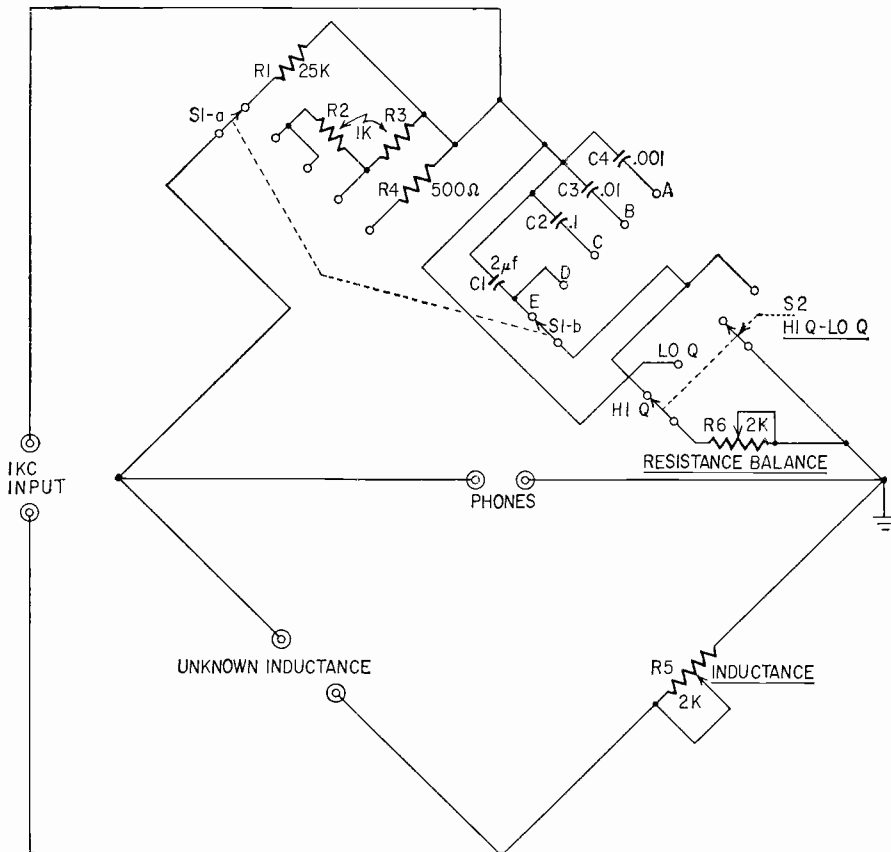 R1
25K
S1-a
R2
R3
1K
R4
500Ω
C4
.001
A
C3
.01
B
C2
.1
C
2µf
C1
D
E
S1-b
S2
HI Q-LO Q
LO Q
HI Q
R6
2K
RESISTANCE BALANCE
1KC
INPUT
PHONES
UNKNOWN INDUCTANCE
R5
INDUCTANCE
2K